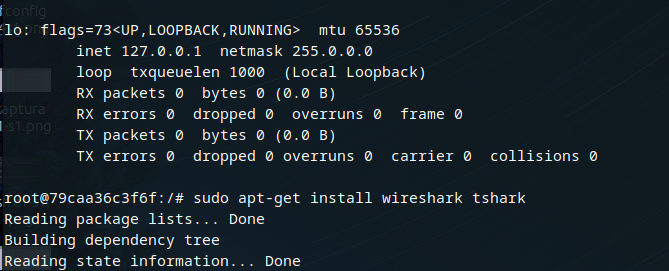 config
lo: flags=73<UP,LOOPBACK,RUNNING>  mtu 65536
        inet 127.0.0.1  netmask 255.0.0.0
        loop  txqueuelen 1000  (Local Loopback)
        RX packets 0  bytes 0 (0.0 B)
aptura
        RX errors 0  dropped 0  overruns 0  frame 0
-s1.png
        TX packets 0  bytes 0 (0.0 B)
        TX errors 0  dropped 0 overruns 0  carrier 0  collisions 0
root@79caa36c3f6f:/# sudo apt-get install wireshark tshark
Reading package lists... Done
Building dependency tree
Reading state information... Done